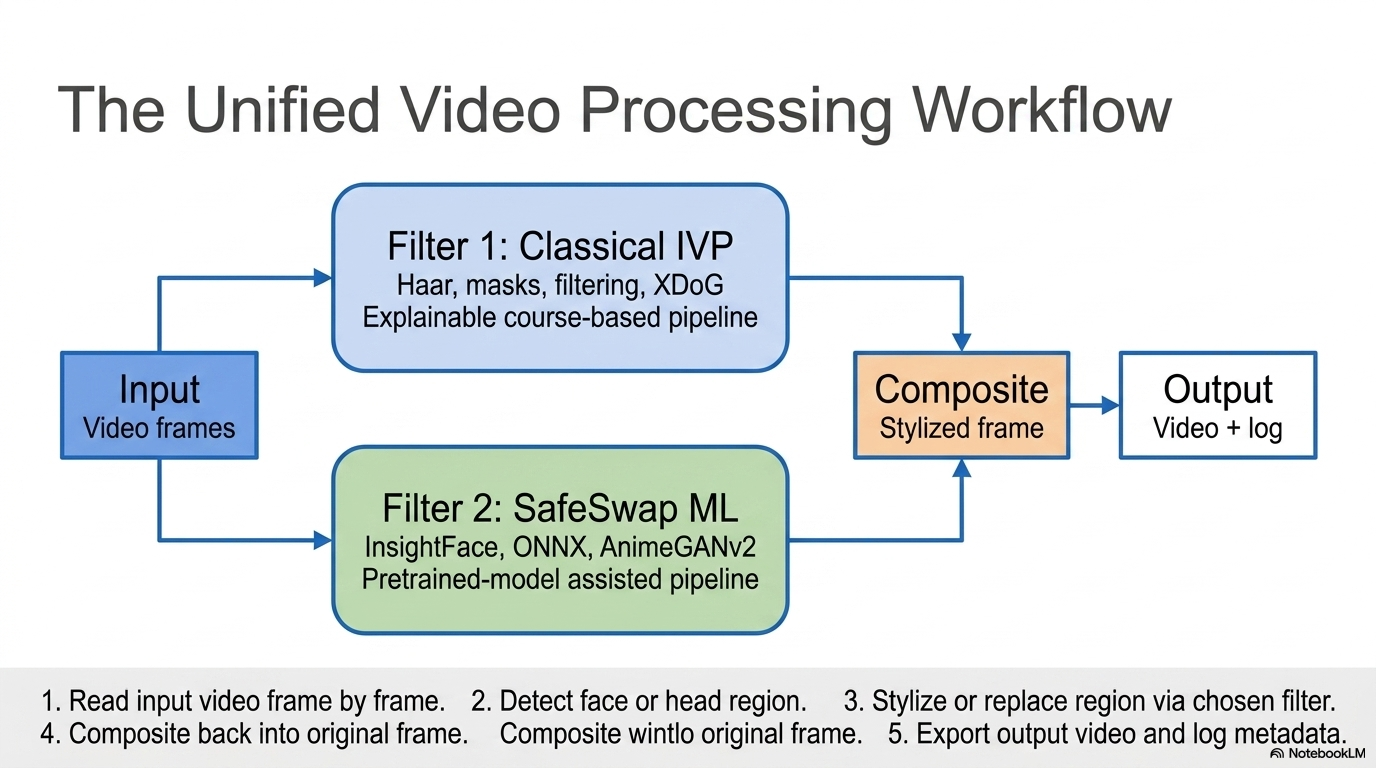 The Unified Video Processing Workflow
Filter 1: Classical IVP
Haar, masks, filtering, XDoG
Explainable course-based pipeline
Input
Video frames
Composite
Stylized frame
Output
Video + log
Filter 2: SafeSwap ML
InsightFace, ONNX, AnimeGANv2
Pretrained-model assisted pipeline
1. Read input video frame by frame. 2. Detect face or head region. 3. Stylize or replace region via chosen filter.
4. Composite back into original frame. Composite wintlo original frame. 5. Export output video and log metadata.
NotebookLM